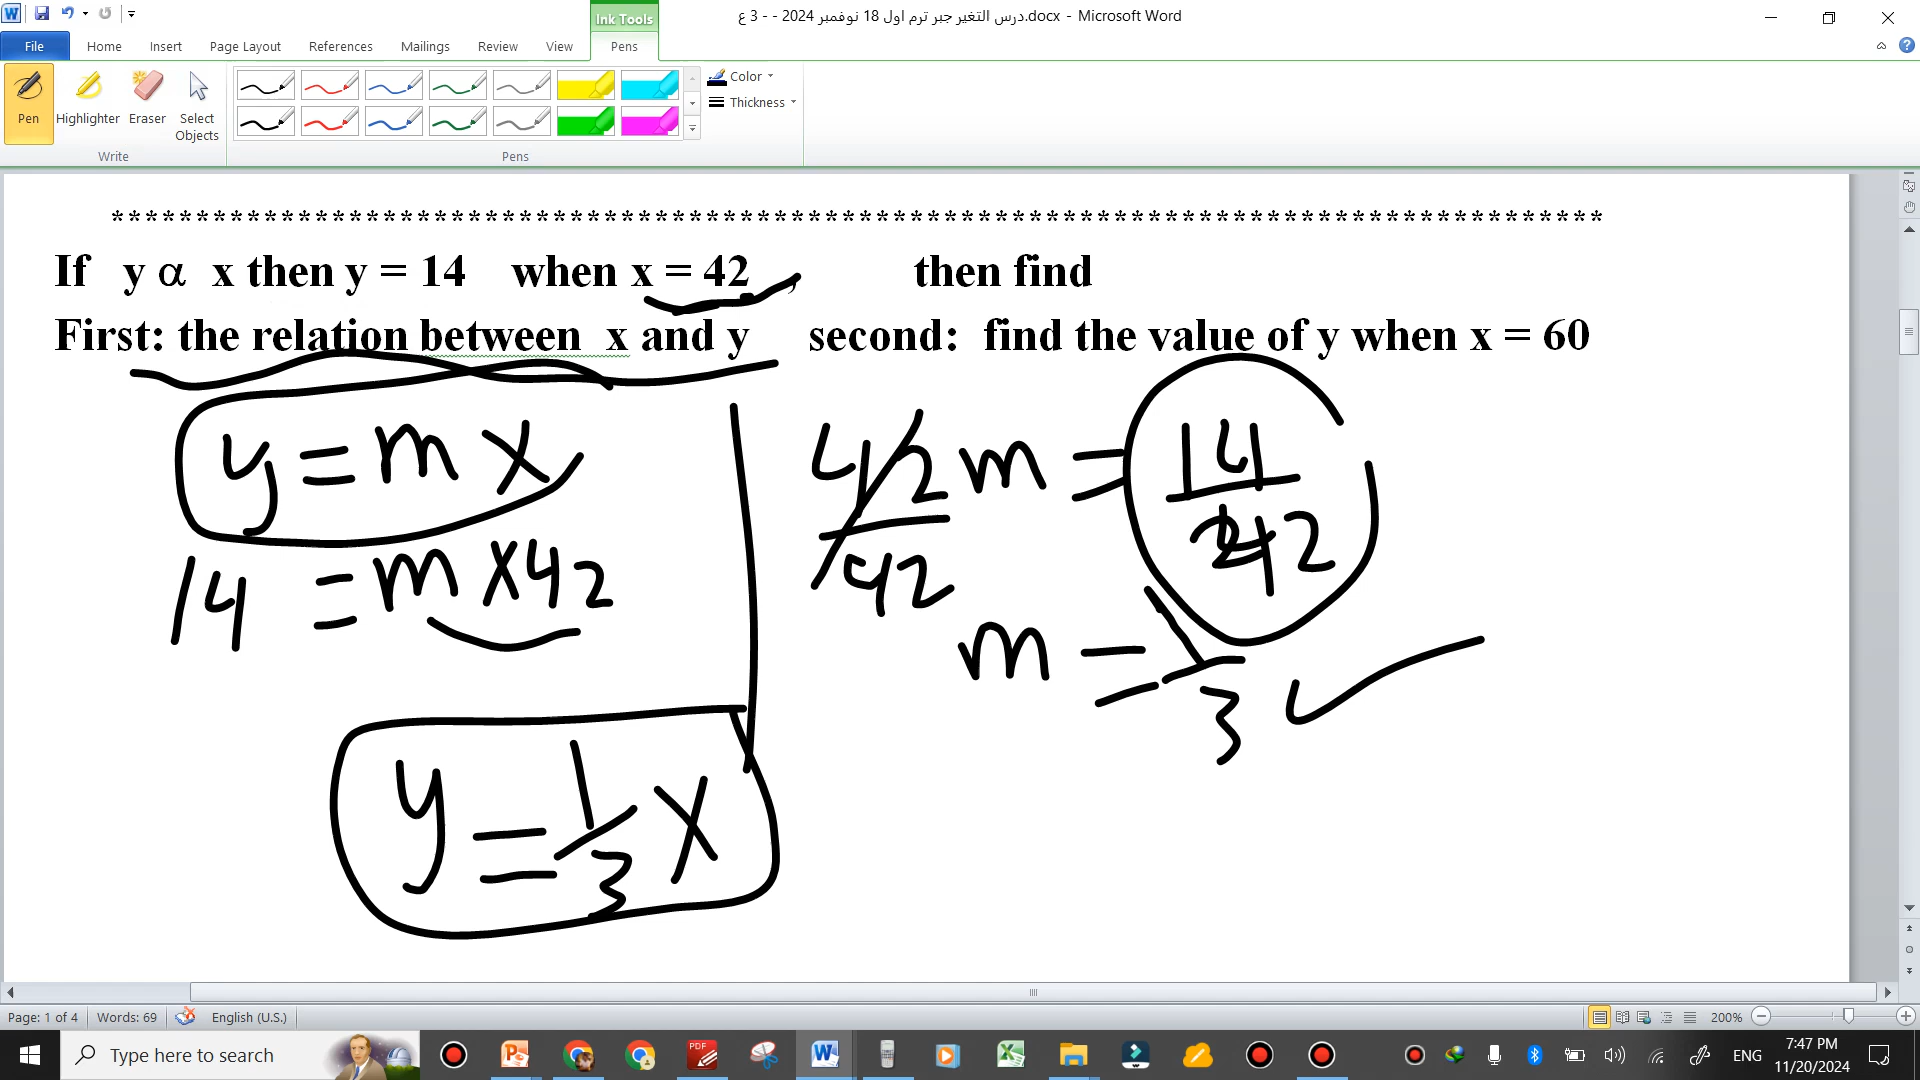 درس التغير جبر ترم اول 18 نوفمبر 2024 - - 3 ع.docx - Microsoft Word
Ink Tools
File Home Insert Page Layout References Mailings Review View Pens
Pen Highlighter Eraser Select Objects
Color
Thickness
Write Pens
****************************************************************************************
If y α x then y = 14 when x = 42 , then find
First: the relation between x and y second: find the value of y when x = 60
y = m x
14 = m x 42
42 m / 42 = 14 / 42
m = 1/3
y = 1/3 x
Page: 1 of 4 Words: 69 English (U.S.) 200%
Type here to search
ENG
7:47 PM
11/20/2024